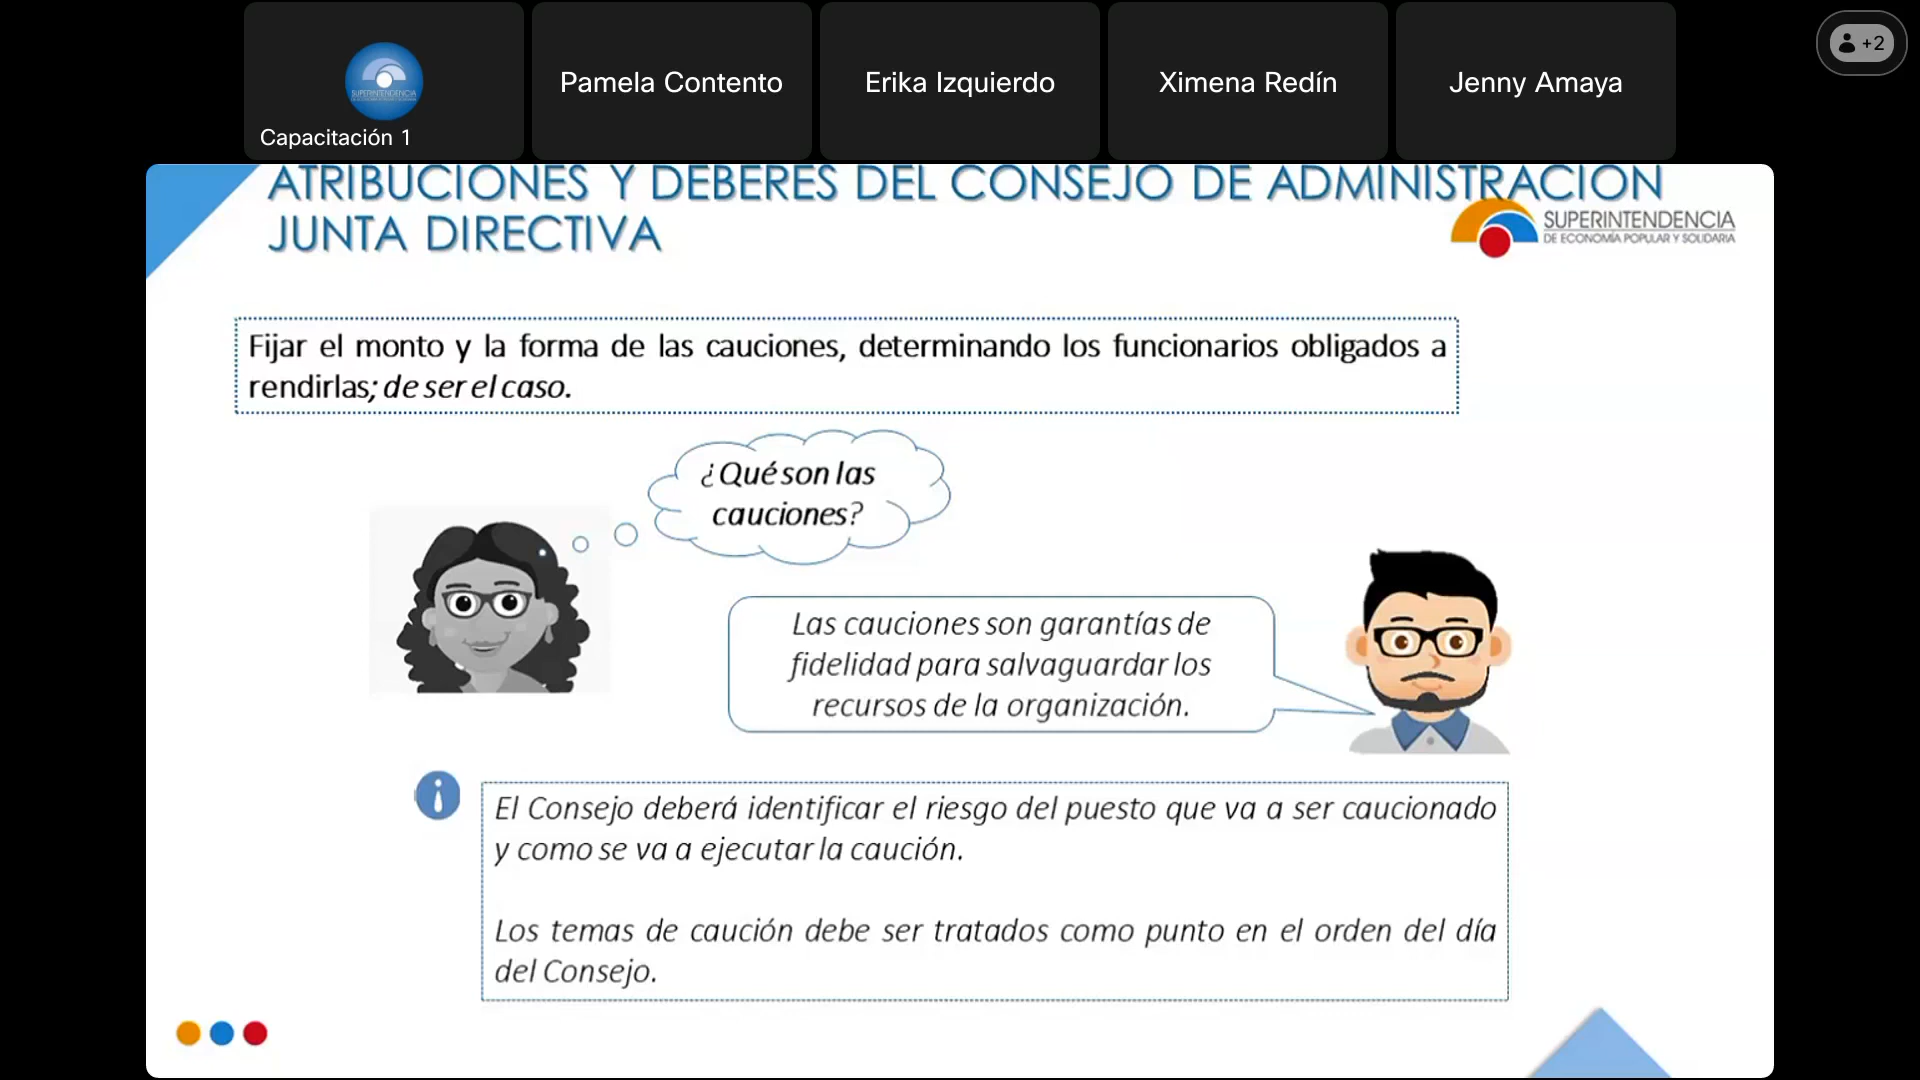 +2
Pamela Contento
Erika Izquierdo
Ximena Redín
Jenny Amaya
SUPERINTENDENCIA
Capacitación 1
ATRIBUCIONES Y DEBERES DEL CONSEJO DE ADMINISTRACION
JUNTA DIRECTIVA
SUPERINTENDENCIA
DE ECONOMÍA POPULAR Y SOLIDARIA
Fijar el monto y la forma de las cauciones, determinando los funcionarios obligados a
rendirlas; de ser el caso.
¿Qué son las
cauciones?
Las cauciones son garantías de
fidelidad para salvaguardar los
recursos de la organización.
El Consejo deberá identificar el riesgo del puesto que va a ser caucionado
y como se va a ejecutar la caución.
Los temas de caución debe ser tratados como punto en el orden del día
del Consejo.